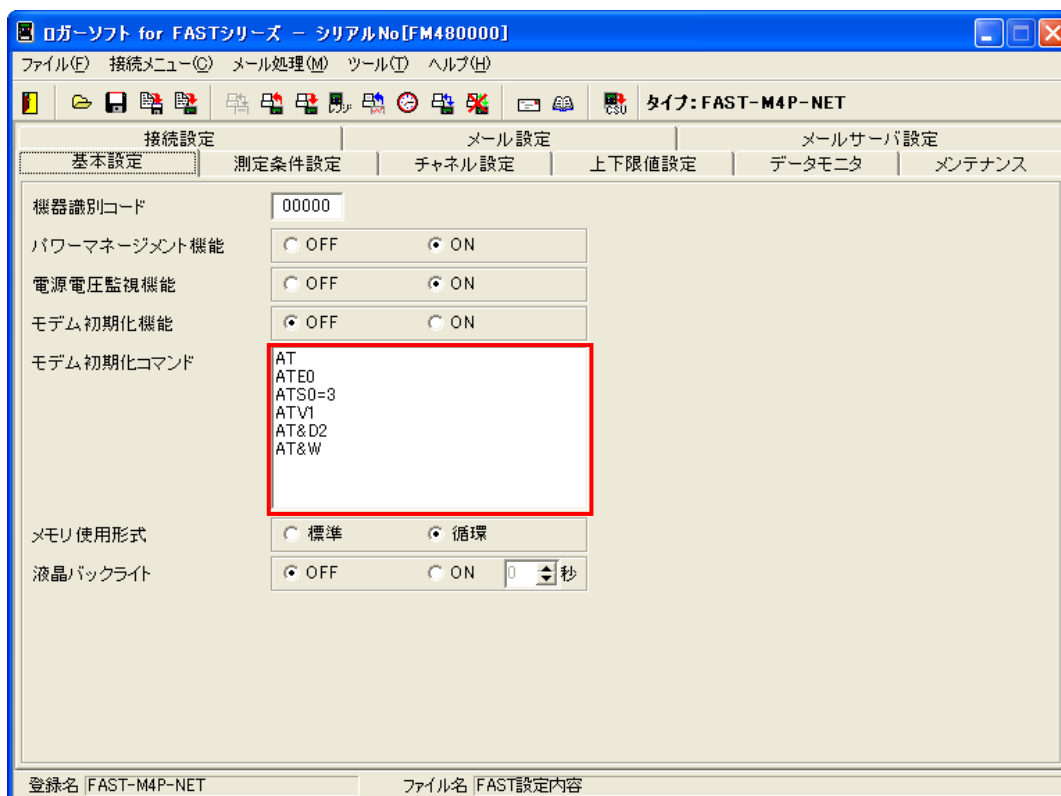 ロガーソフト for FASTシリーズ － シリアルNo[FM480000]
ファイル(F) 接続メニュー(C) メール処理(M) ツール(T) ヘルプ(H)
タイプ:FAST-M4P-NET
接続設定 メール設定 メールサーバ設定
基本設定 測定条件設定 チャネル設定 上下限値設定 データモニタ メンテナンス
機器識別コード 00000
パワーマネージメント機能 OFF ON
電源電圧監視機能 OFF ON
モデム初期化機能 OFF ON
モデム初期化コマンド
AT
ATE0
ATS0=3
ATV1
AT&D2
AT&W
メモリ使用形式 標準 循環
液晶バックライト OFF ON 0 秒
登録名 FAST-M4P-NET ファイル名 FAST設定内容